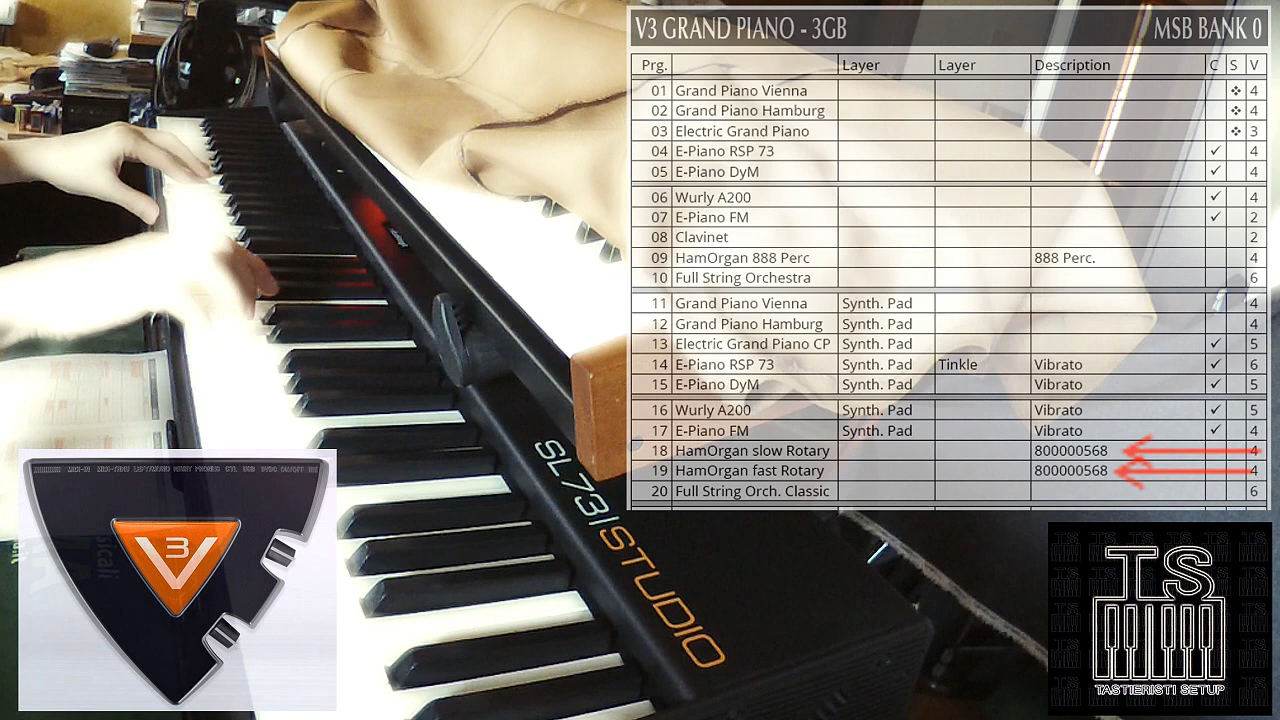 V3 GRAND PIANO - 3GB MSB BANK 0
Prg. Layer Layer Description C S V
01 Grand Piano Vienna ❖ 4
02 Grand Piano Hamburg ❖ 4
03 Electric Grand Piano ❖ 3
04 E-Piano RSP 73 ✓ 4
05 E-Piano DyM ✓ 4
06 Wurly A200 ✓ 4
07 E-Piano FM ✓ 2
08 Clavinet 2
09 HamOrgan 888 Perc 888 Perc. 4
10 Full String Orchestra 6
11 Grand Piano Vienna Synth. Pad 4
12 Grand Piano Hamburg Synth. Pad 4
13 Electric Grand Piano CP Synth. Pad ✓ 5
14 E-Piano RSP 73 Synth. Pad Tinkle Vibrato ✓ 6
15 E-Piano DyM Synth. Pad Vibrato ✓ 5
16 Wurly A200 Synth. Pad Vibrato ✓ 5
17 E-Piano FM Synth. Pad Vibrato ✓ 4
18 HamOrgan slow Rotary 800000568 4
19 HamOrgan fast Rotary 800000568 4
20 Full String Orch. Classic 6
SL73|STUDIO
V3
TS
TASTIERISTI SETUP